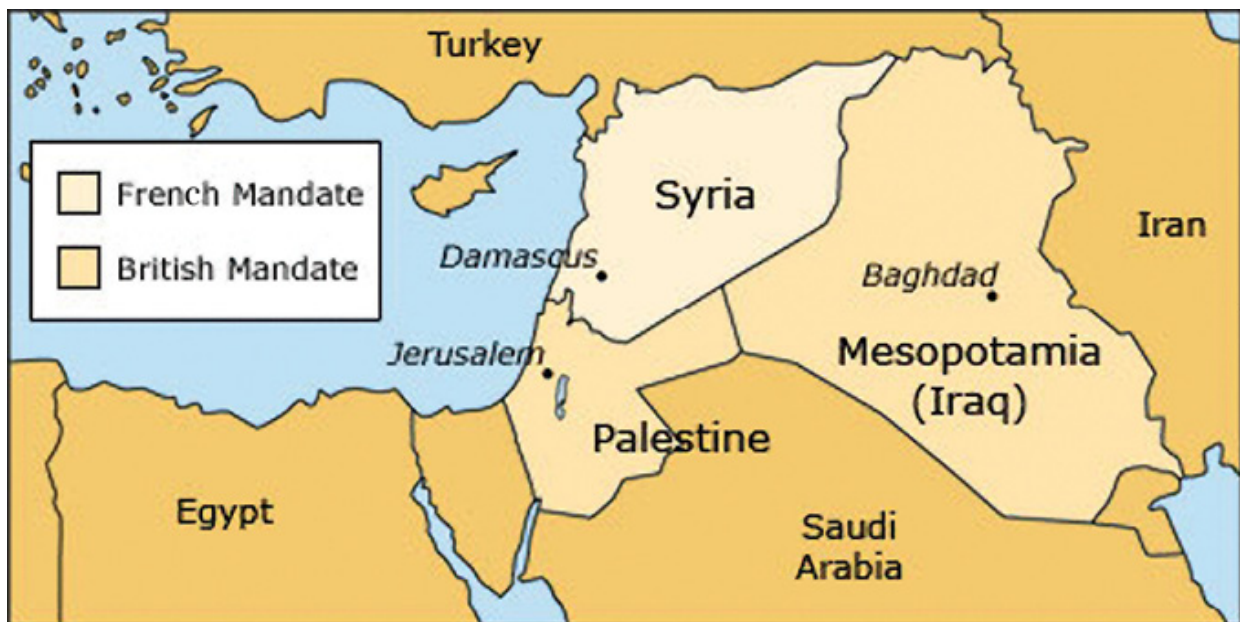 Turkey
French Mandate
British Mandate
Syria
Damascus
Iran
Baghdad
Jerusalem
Mesopotamia
(Iraq)
Palestine
Egypt
Saudi
Arabia